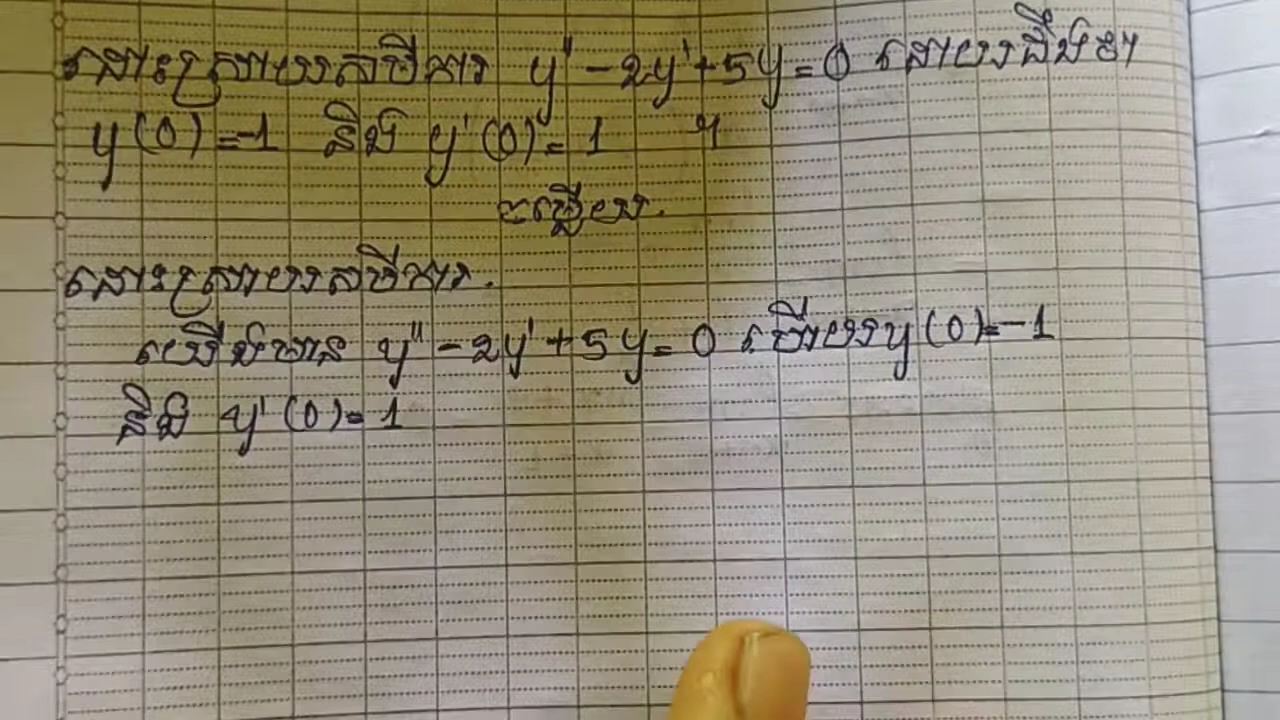 ដោះស្រាយសមីការ y'' - 2y' + 5y = 0 ដោយដឹងថា
y(0) = -1 និង y'(0) = 1 ។
ចម្លើយ.
ដោះស្រាយសមីការ.
យើងមាន y'' - 2y' + 5y = 0 ហើយ y(0) = -1
និង y'(0) = 1